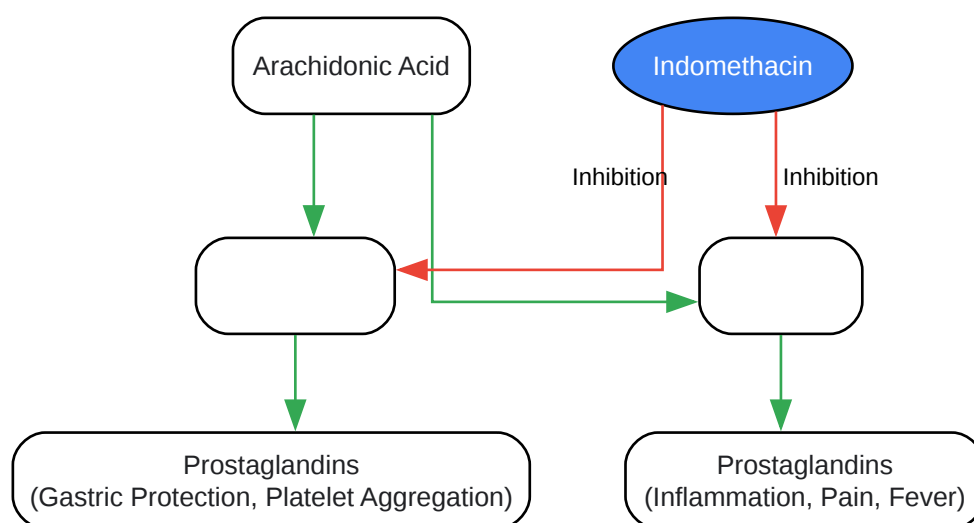 Arachidonic Acid
Indomethacin
Inhibition
Inhibition
Prostaglandins
(Gastric Protection, Platelet Aggregation)
Prostaglandins
(Inflammation, Pain, Fever)